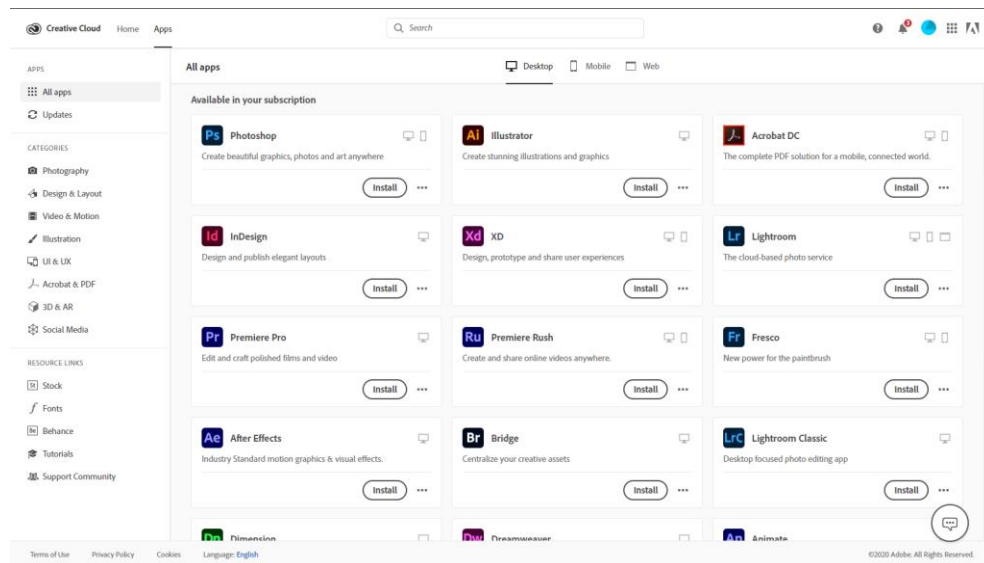 Creative Cloud Home Apps
Search
3
APPS
All apps
Updates
CATEGORIES
Photography
Design & Layout
Video & Motion
Illustration
UI & UX
Acrobat & PDF
3D & AR
Social Media
RESOURCE LINKS
St Stock
Fonts
Be Behance
Tutorials
Support Community
All apps
Desktop Mobile Web
Available in your subscription
Ps Photoshop
Create beautiful graphics, photos and art anywhere
Install
Ai Illustrator
Create stunning illustrations and graphics
Install
Acrobat DC
The complete PDF solution for a mobile, connected world.
Install
Id InDesign
Design and publish elegant layouts
Install
Xd XD
Design, prototype and share user experiences
Install
Lr Lightroom
The cloud-based photo service
Install
Pr Premiere Pro
Edit and craft polished films and video
Install
Ru Premiere Rush
Create and share online videos anywhere.
Install
Fr Fresco
New power for the paintbrush
Install
Ae After Effects
Industry Standard motion graphics & visual effects.
Install
Br Bridge
Centralize your creative assets
Install
LrC Lightroom Classic
Desktop focused photo editing app
Install
Dn Dimension
Dw Dreamweaver
An Animate
Terms of Use Privacy Policy Cookies Language: English
©2020 Adobe. All Rights Reserved.